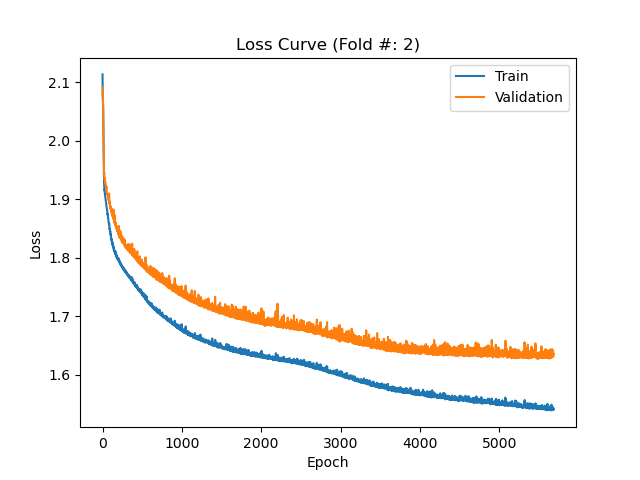 Loss Curve (Fold #: 2)
Train
Validation
2.1
2.0
1.9
1.8
1.7
1.6
Loss
0
1000
2000
3000
4000
5000
Epoch